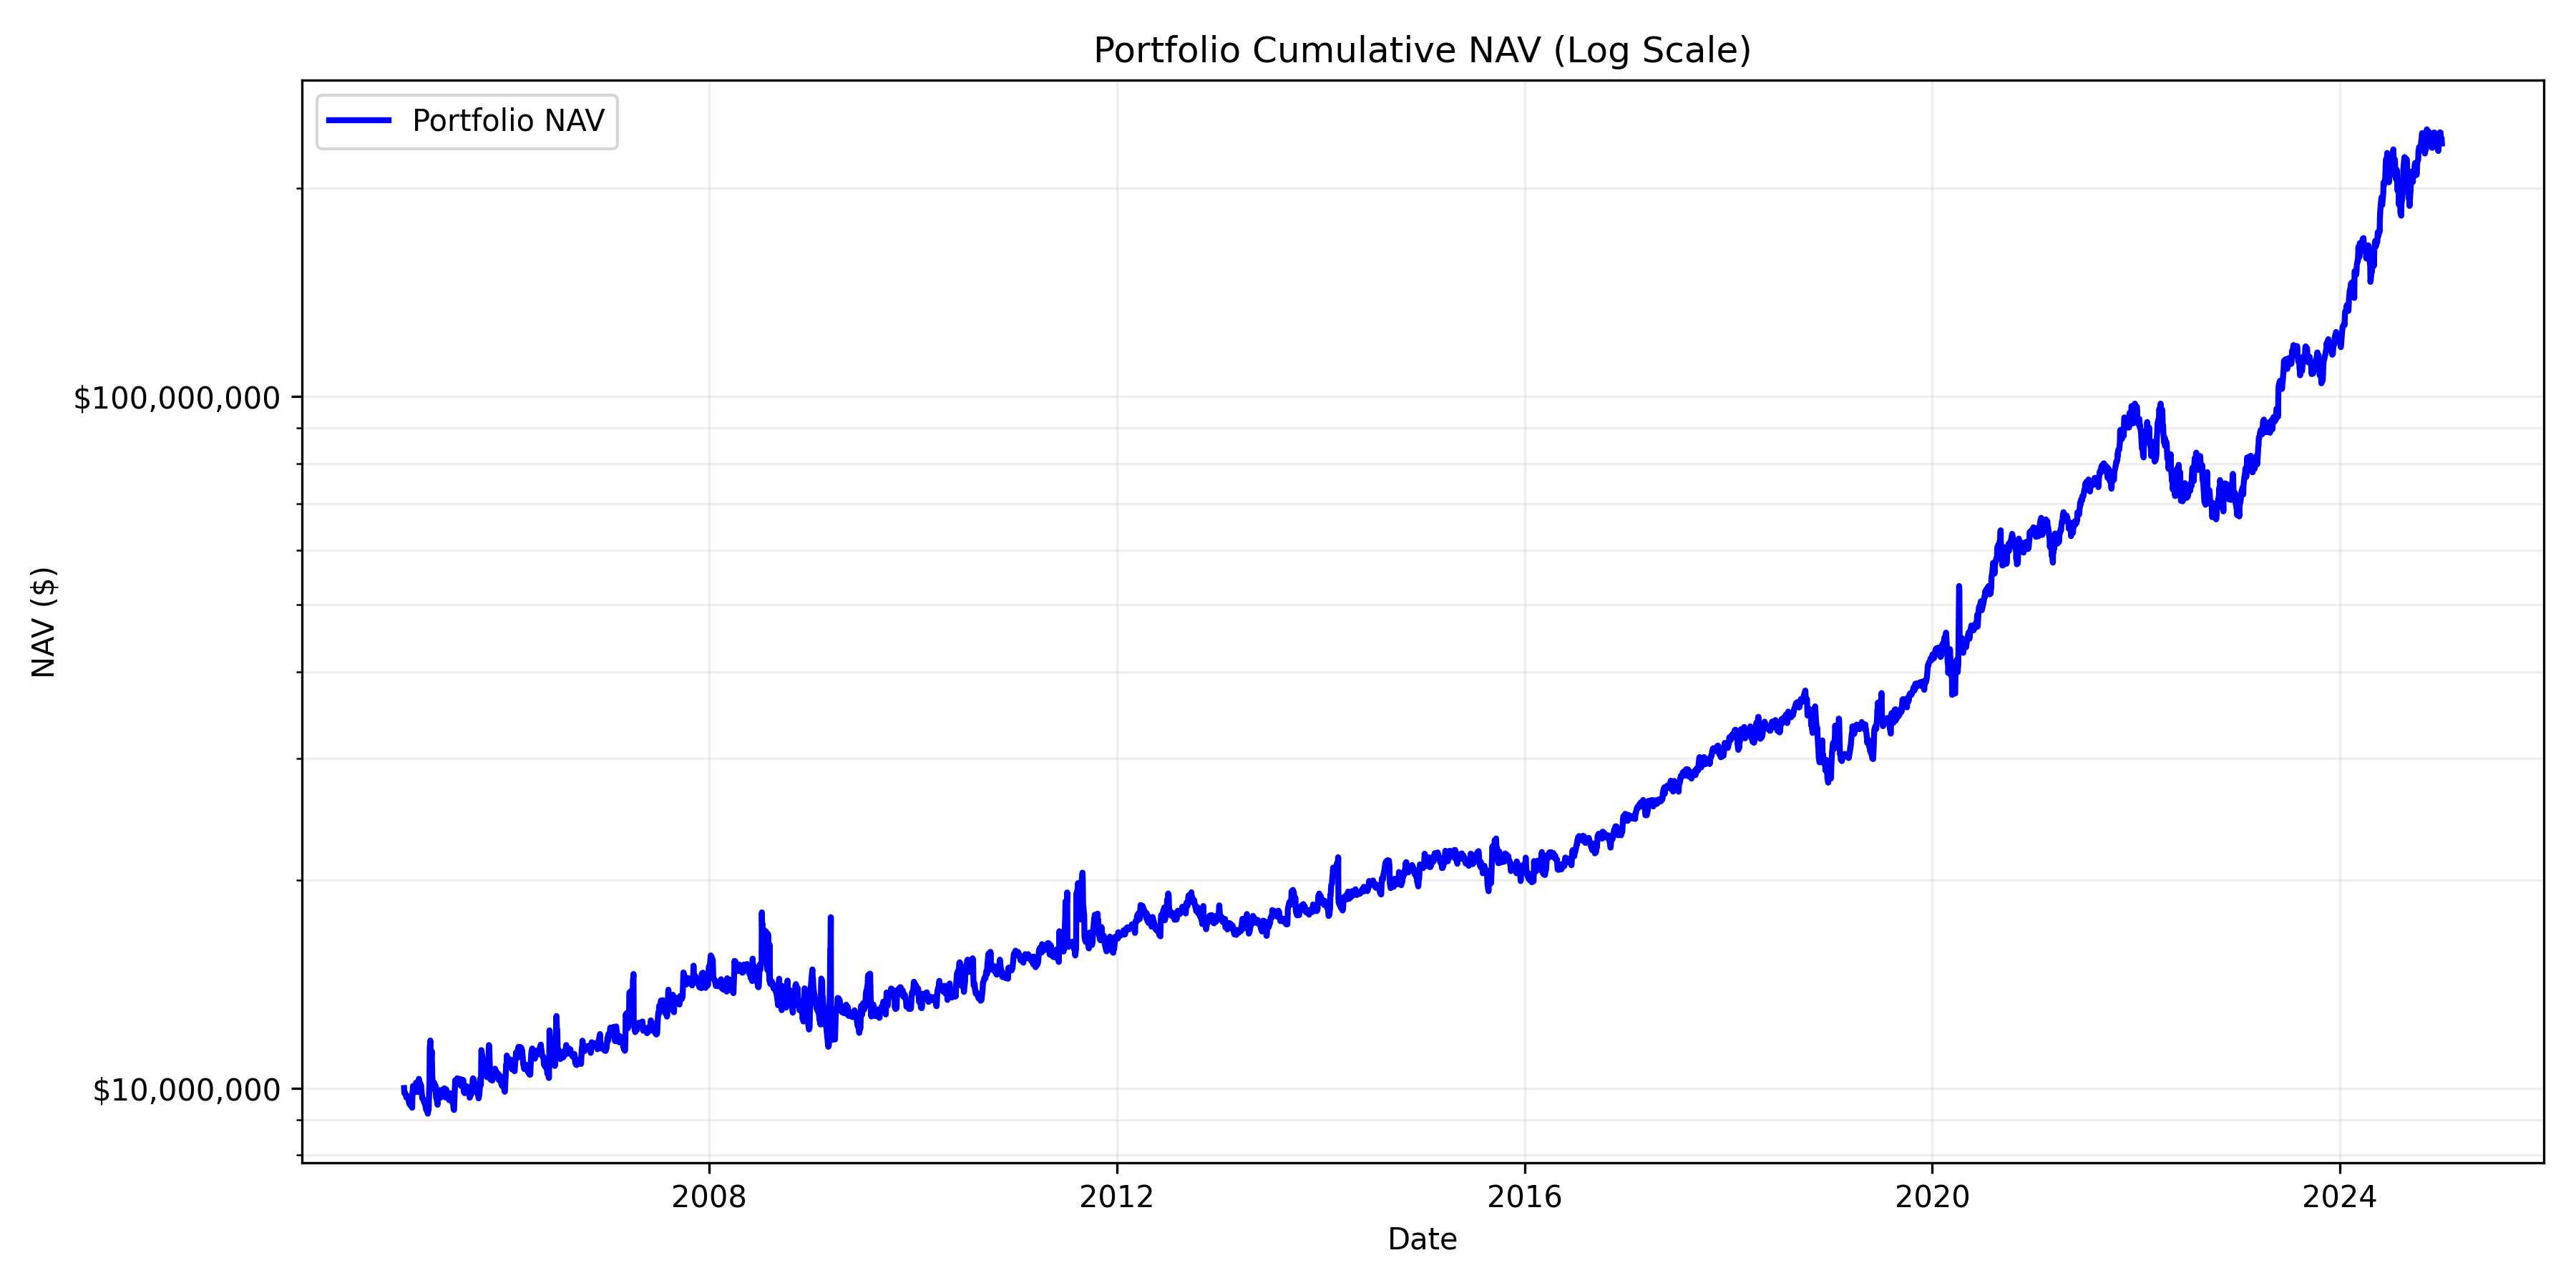 Portfolio Cumulative NAV (Log Scale)
Portfolio NAV
$100,000,000
NAV ($)
$10,000,000
2008 2012 2016 2020 2024
Date